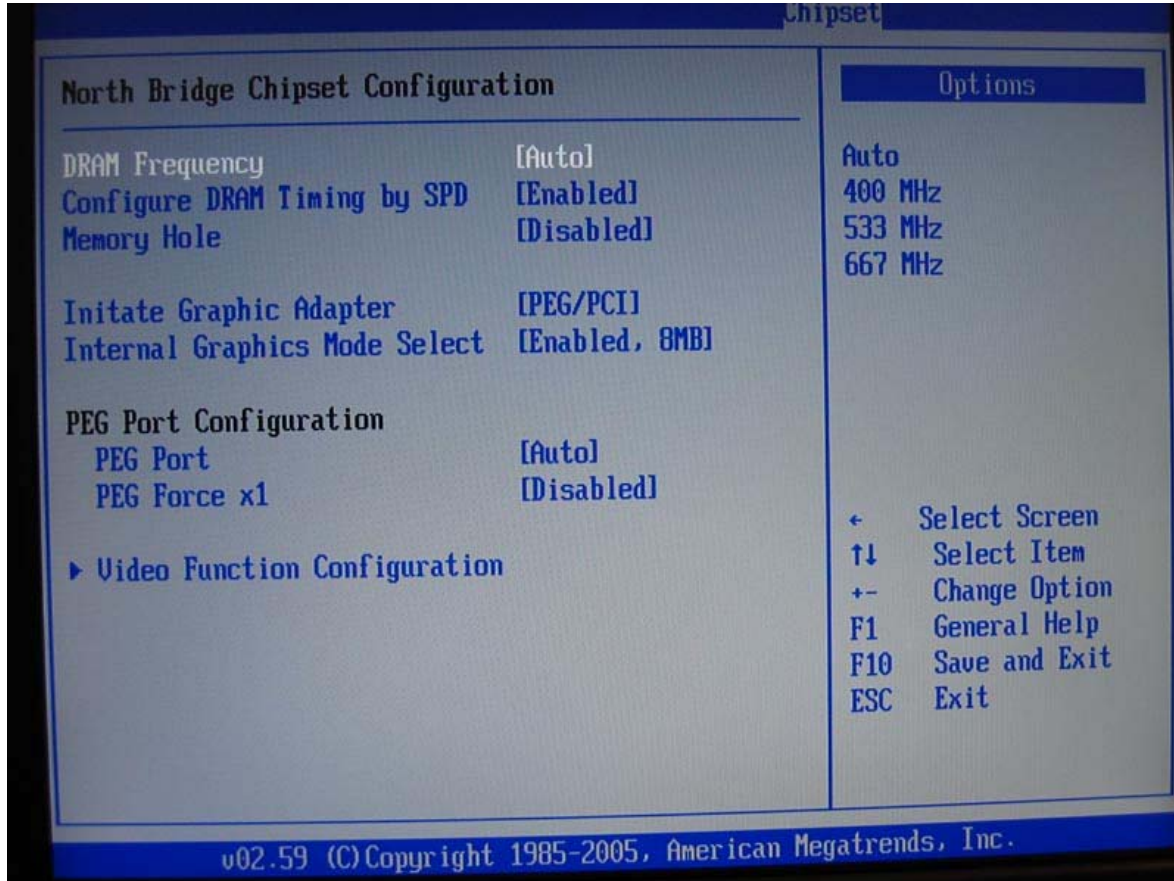 Chipset
North Bridge Chipset Configuration
DRAM Frequency [Auto]
Configure DRAM Timing by SPD [Enabled]
Memory Hole [Disabled]
Initate Graphic Adapter [PEG/PCI]
Internal Graphics Mode Select [Enabled, 8MB]
PEG Port Configuration
PEG Port [Auto]
PEG Force x1 [Disabled]
▶ Video Function Configuration
Options
Auto
400 MHz
533 MHz
667 MHz
← Select Screen
↑↓ Select Item
+- Change Option
F1 General Help
F10 Save and Exit
ESC Exit
v02.59 (C)Copyright 1985-2005, American Megatrends, Inc.